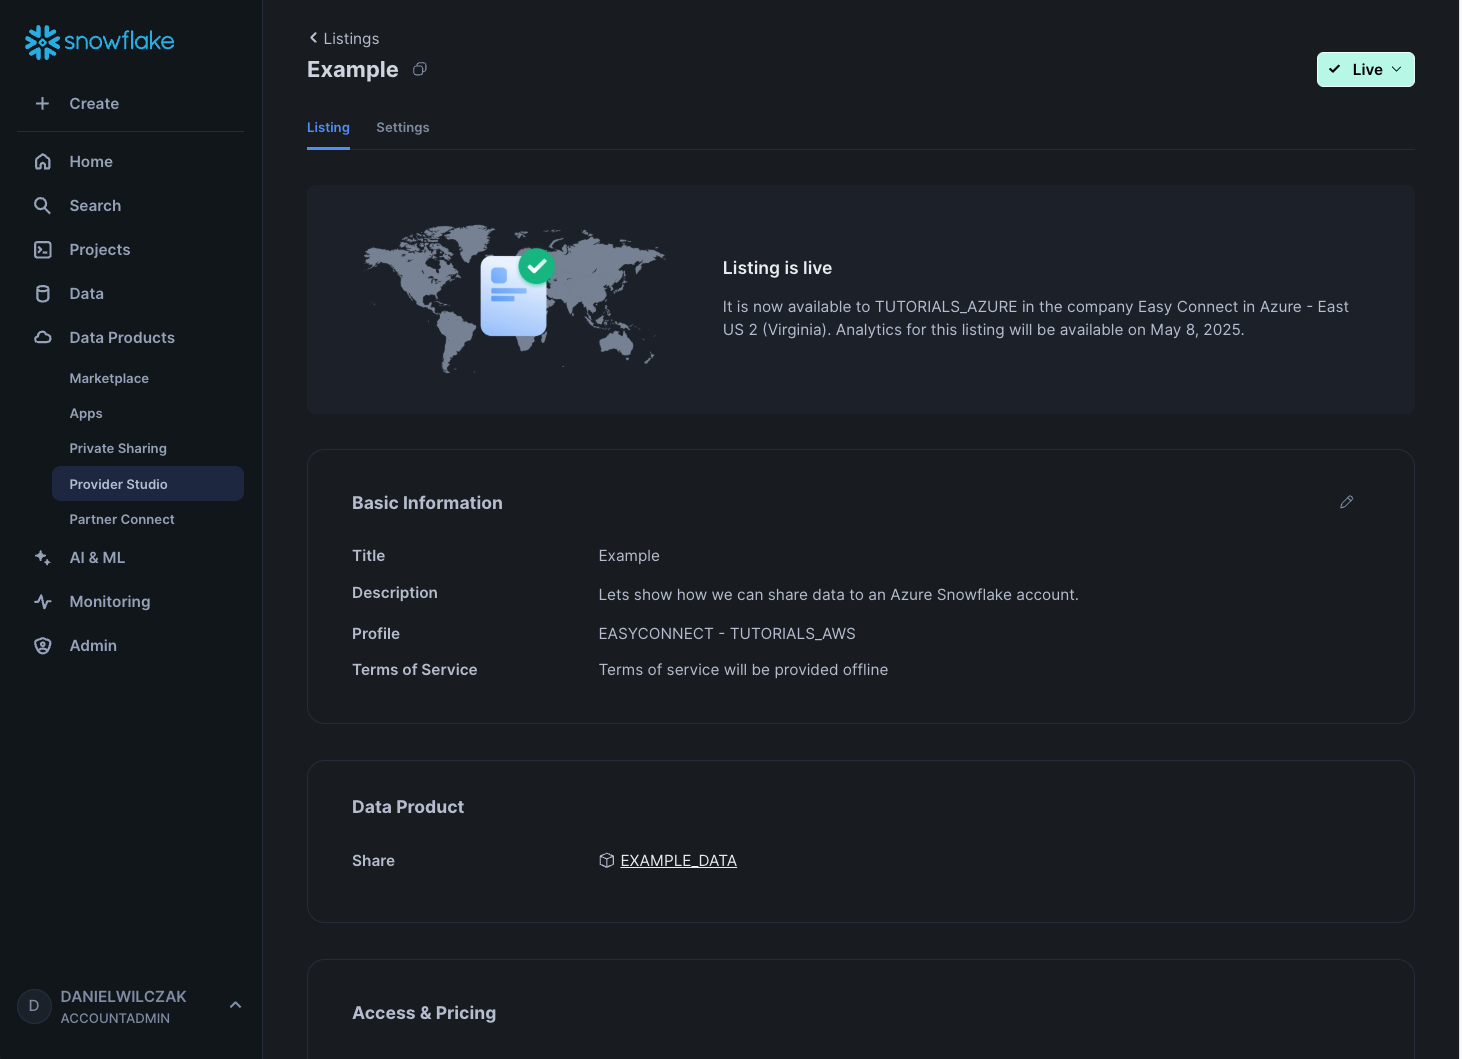 snowflake
Create
Home
Search
Projects
Data
Data Products
Marketplace
Apps
Private Sharing
Provider Studio
Partner Connect
AI & ML
Monitoring
Admin
D
DANIELWILCZAK
ACCOUNTADMIN
Listings
Example
Live
Listing Settings
Listing is live
It is now available to TUTORIALS_AZURE in the company Easy Connect in Azure - East
US 2 (Virginia). Analytics for this listing will be available on May 8, 2025.
Basic Information
Title Example
Description Lets show how we can share data to an Azure Snowflake account.
Profile EASYCONNECT - TUTORIALS_AWS
Terms of Service Terms of service will be provided offline
Data Product
Share EXAMPLE_DATA
Access & Pricing